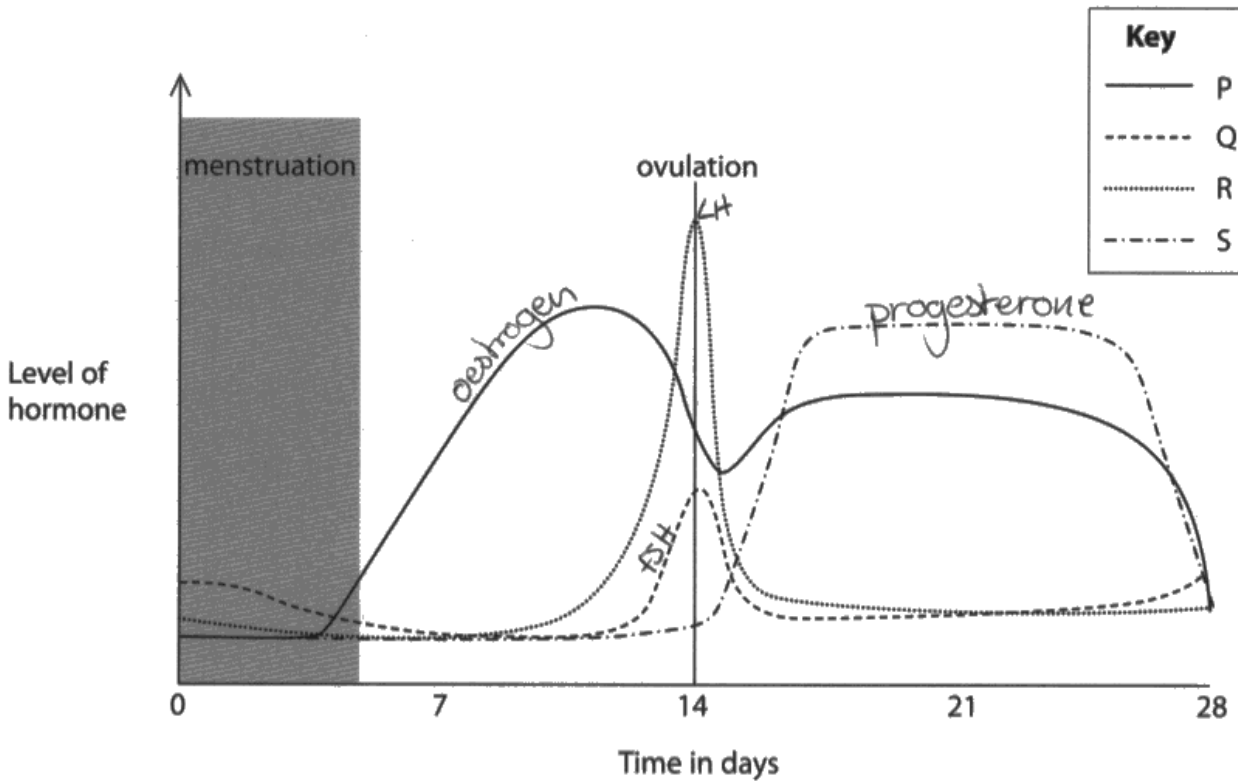 Key
P
Q
R
S
menstruation
ovulation
LH
oestrogen
progesterone
FSH
Level of
hormone
0
7
14
21
28
Time in days